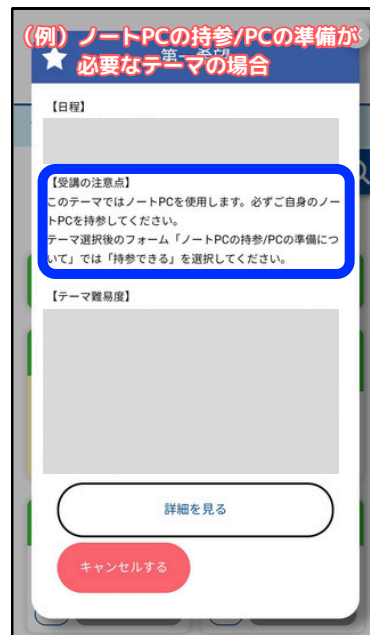 （例）ノートPCの持参/PCの準備が
必要なテーマの場合
第一希望
【日程】
【受講の注意点】
このテーマではノートPCを使用します。必ずご自身のノー
トPCを持参してください。
テーマ選択後のフォーム「ノートPCの持参/PCの準備につ
いて」では「持参できる」を選択してください。
【テーマ難易度】
詳細を見る
キャンセルする